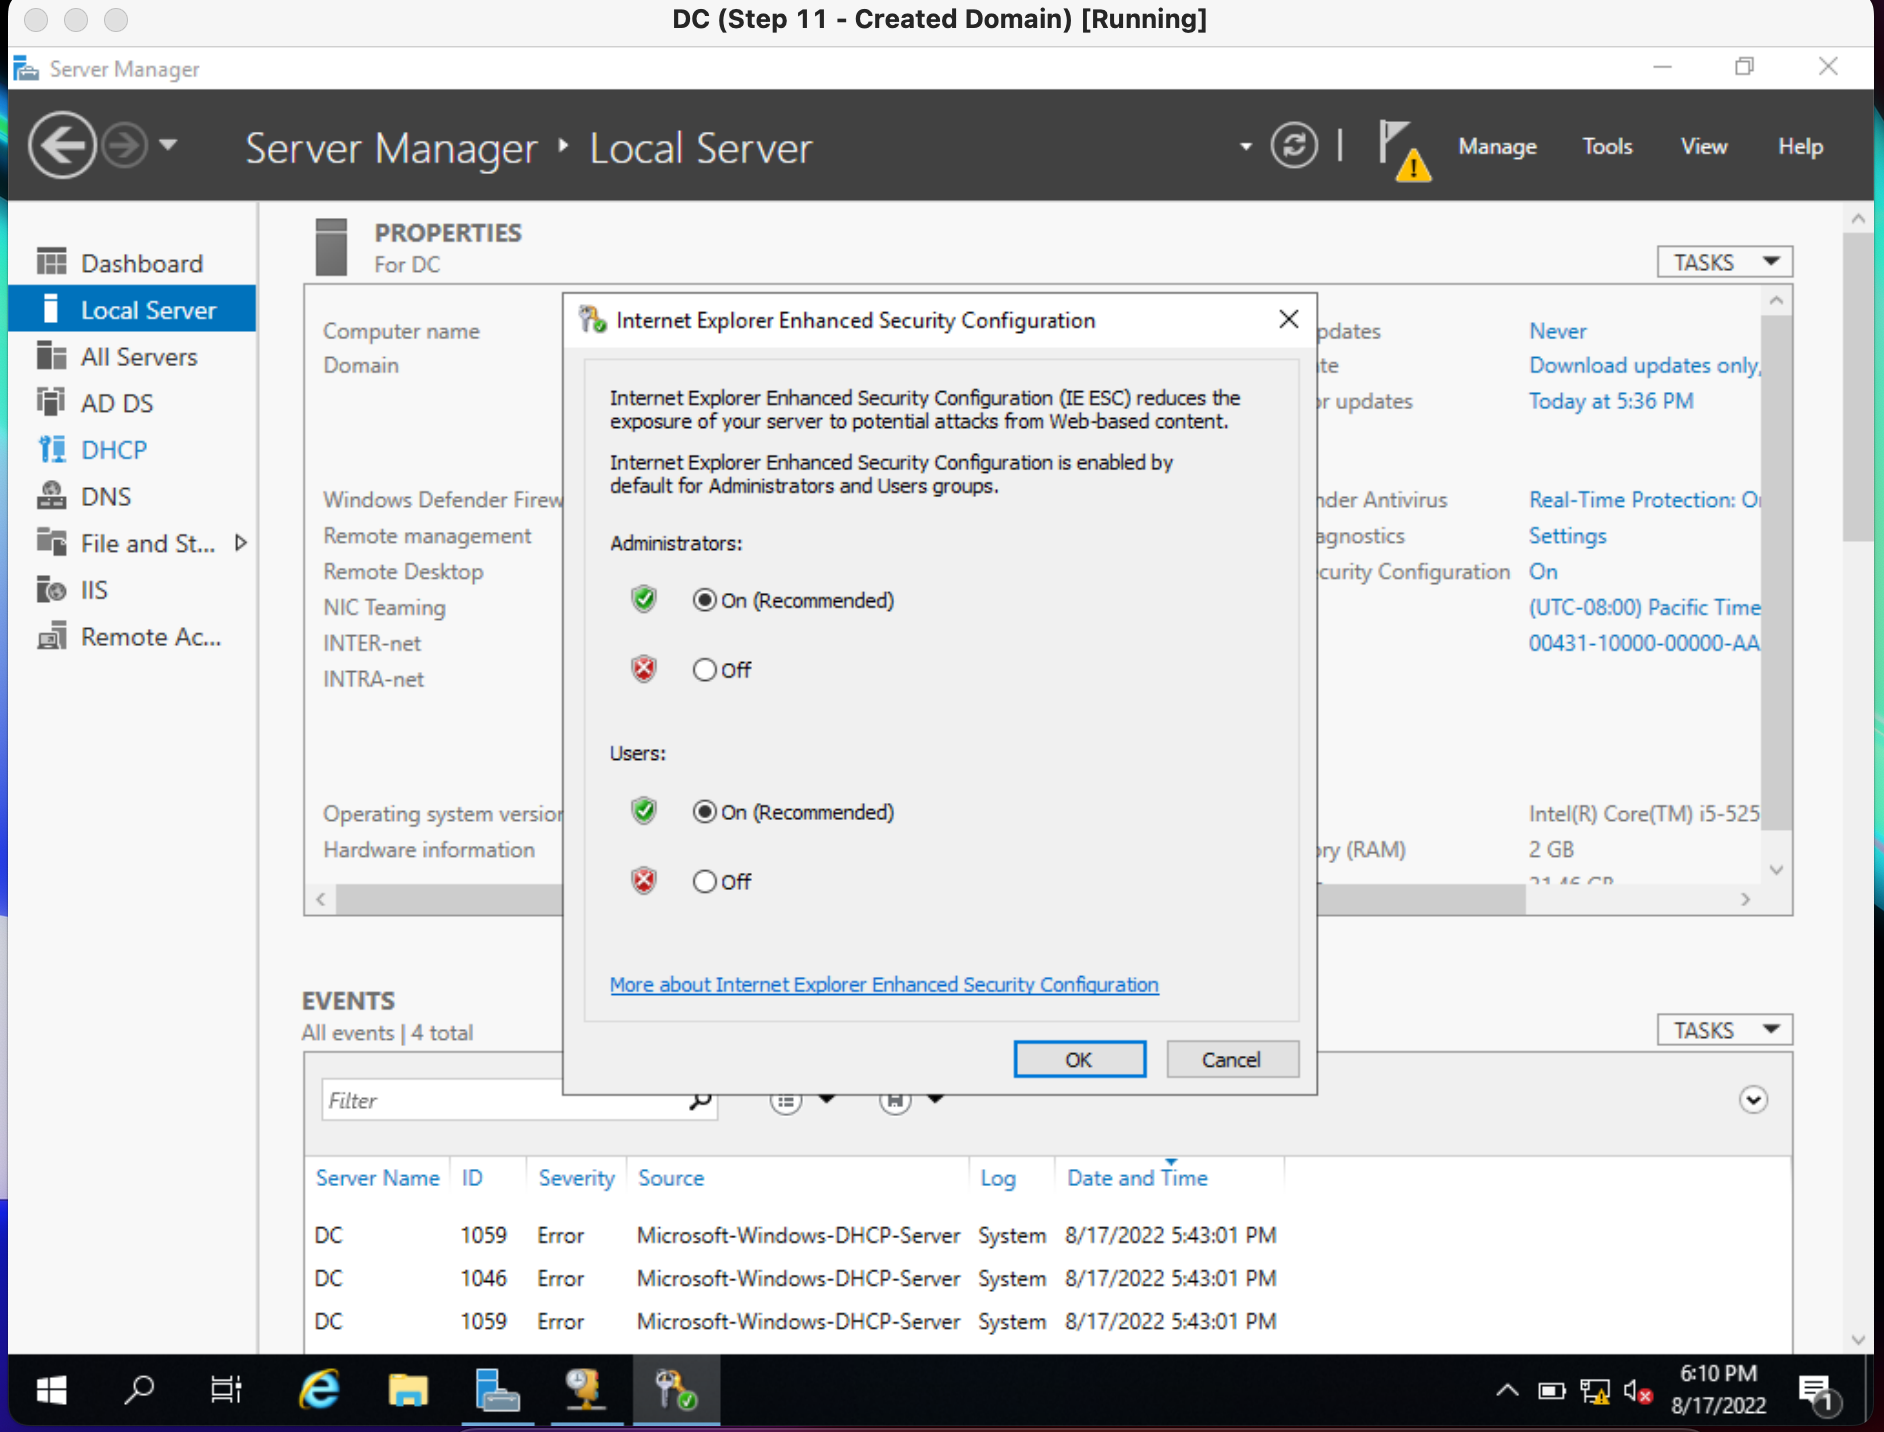 DC (Step 11 - Created Domain) [Running]
Server Manager
Server Manager Local Server
Manage Tools View Help
Dashboard
Local Server
All Servers
AD DS
DHCP
DNS
File and St...
IIS
Remote Ac...
PROPERTIES
For DC
TASKS
Computer name
Domain
Windows Defender Firew
Remote management
Remote Desktop
NIC Teaming
INTER-net
INTRA-net
Operating system version
Hardware information
Internet Explorer Enhanced Security Configuration
Internet Explorer Enhanced Security Configuration (IE ESC) reduces the
exposure of your server to potential attacks from Web-based content.
Internet Explorer Enhanced Security Configuration is enabled by
default for Administrators and Users groups.
Administrators:
On (Recommended)
Off
Users:
On (Recommended)
Off
More about Internet Explorer Enhanced Security Configuration
OK Cancel
pdates Never
te Download updates only,
or updates Today at 5:36 PM
nder Antivirus Real-Time Protection: O
agnostics Settings
curity Configuration On
(UTC-08:00) Pacific Time
00431-10000-00000-AA
Intel(R) Core(TM) i5-525
ory (RAM) 2 GB
EVENTS
All events | 4 total
TASKS
Filter
Server Name ID Severity Source Log Date and Time
DC 1059 Error Microsoft-Windows-DHCP-Server System 8/17/2022 5:43:01 PM
DC 1046 Error Microsoft-Windows-DHCP-Server System 8/17/2022 5:43:01 PM
DC 1059 Error Microsoft-Windows-DHCP-Server System 8/17/2022 5:43:01 PM
6:10 PM
8/17/2022
1